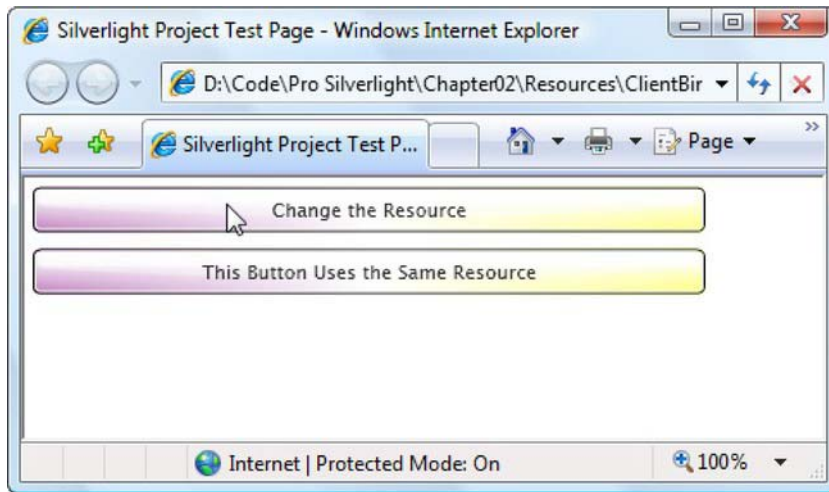 Silverlight Project Test Page - Windows Internet Explorer
D:\Code\Pro Silverlight\Chapter02\Resources\ClientBir
Silverlight Project Test P...
Page
Change the Resource
This Button Uses the Same Resource
Internet | Protected Mode: On
100%